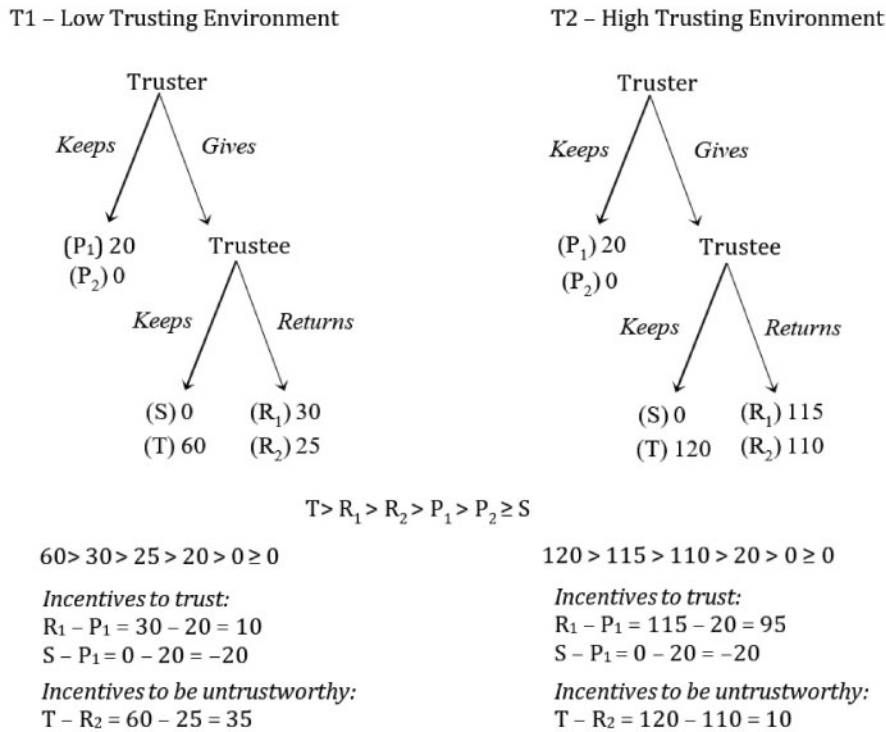 T1 – Low Trusting Environment
Truster
Keeps
Gives
(P₁) 20
(P₂) 0
Trustee
Keeps
Returns
(S) 0
(T) 60
(R₁) 30
(R₂) 25
T2 – High Trusting Environment
Truster
Keeps
Gives
(P₁) 20
(P₂) 0
Trustee
Keeps
Returns
(S) 0
(T) 120
(R₁) 115
(R₂) 110
T> R₁ > R₂ > P₁ > P₂ ≥ S
60> 30 > 25 > 20 > 0 ≥ 0
Incentives to trust:
R₁ – P₁ = 30 – 20 = 10
S – P₁ = 0 – 20 = –20
Incentives to be untrustworthy:
T – R₂ = 60 – 25 = 35
120 > 115 > 110 > 20 > 0 ≥ 0
Incentives to trust:
R₁ – P₁ = 115 – 20 = 95
S – P₁ = 0 – 20 = –20
Incentives to be untrustworthy:
T – R₂ = 120 – 110 = 10